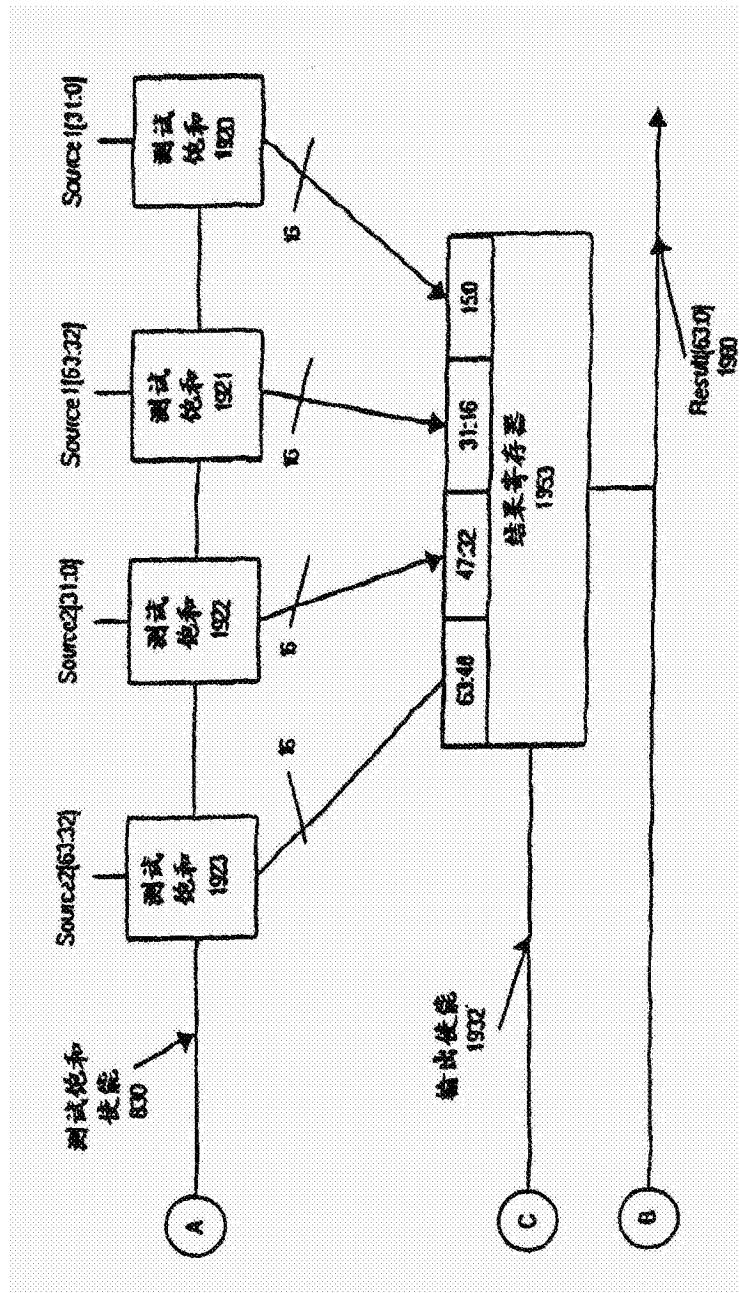 Source2[63:32]
Source2[31:0]
Source1[63:32]
Source1[31:0]
测试饱和
使能
830
测试
饱和
1923
测试
饱和
1922
测试
饱和
1921
测试
饱和
1920
A
16
16
16
16
63:48
47:32
31:16
15:0
结果寄存器
1953
输出使能
1932
C
B
Result[63:0]
1960